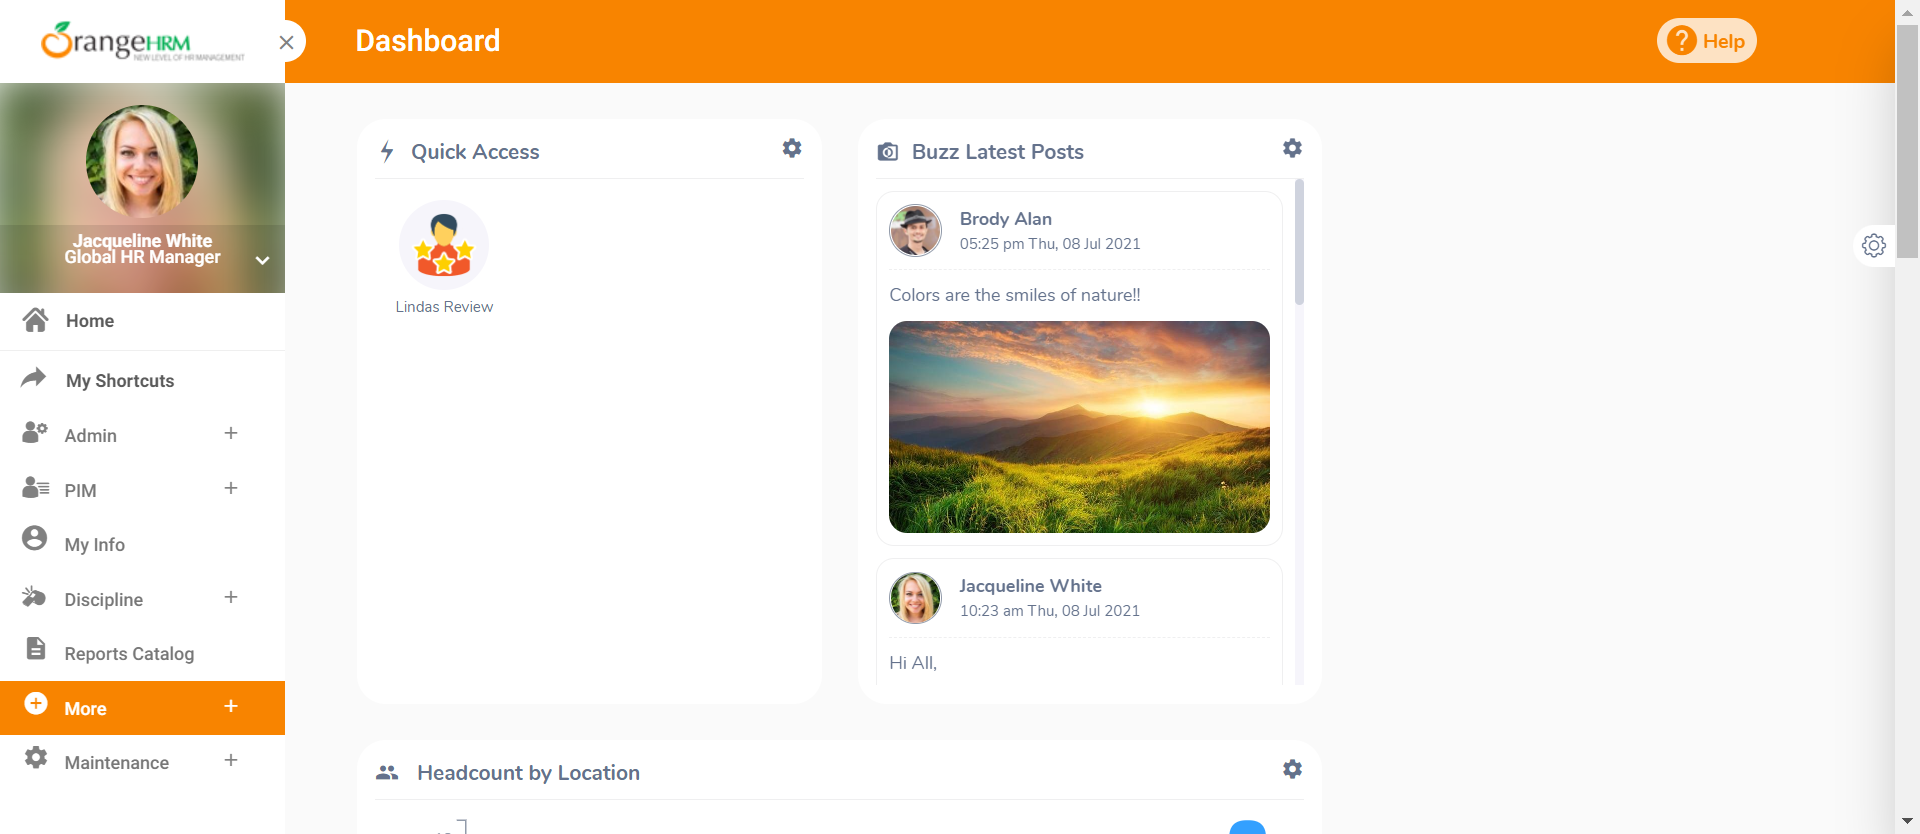 OrangeHRM
NEW LEVEL OF HR MANAGEMENT
Dashboard
? Help
Jacqueline White
Global HR Manager
Home
My Shortcuts
Admin +
PIM +
My Info
Discipline +
Reports Catalog
More +
Maintenance +
Quick Access
Lindas Review
Buzz Latest Posts
Brody Alan
05:25 pm Thu, 08 Jul 2021
Colors are the smiles of nature!!
Jacqueline White
10:23 am Thu, 08 Jul 2021
Hi All,
Headcount by Location